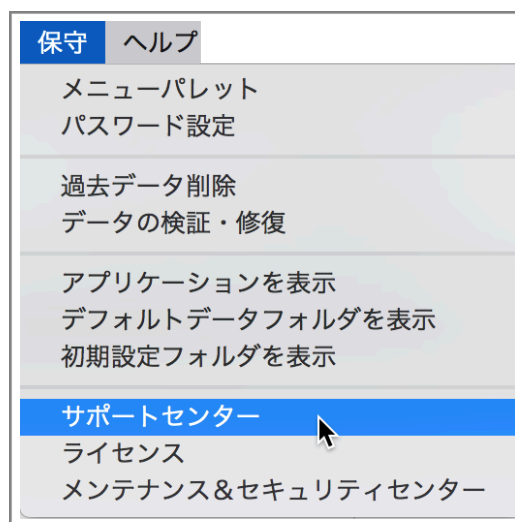 保守 ヘルプ
メニューパレット
パスワード設定
過去データ削除
データの検証・修復
アプリケーションを表示
デフォルトデータフォルダを表示
初期設定フォルダを表示
サポートセンター
ライセンス
メンテナンス＆セキュリティセンター